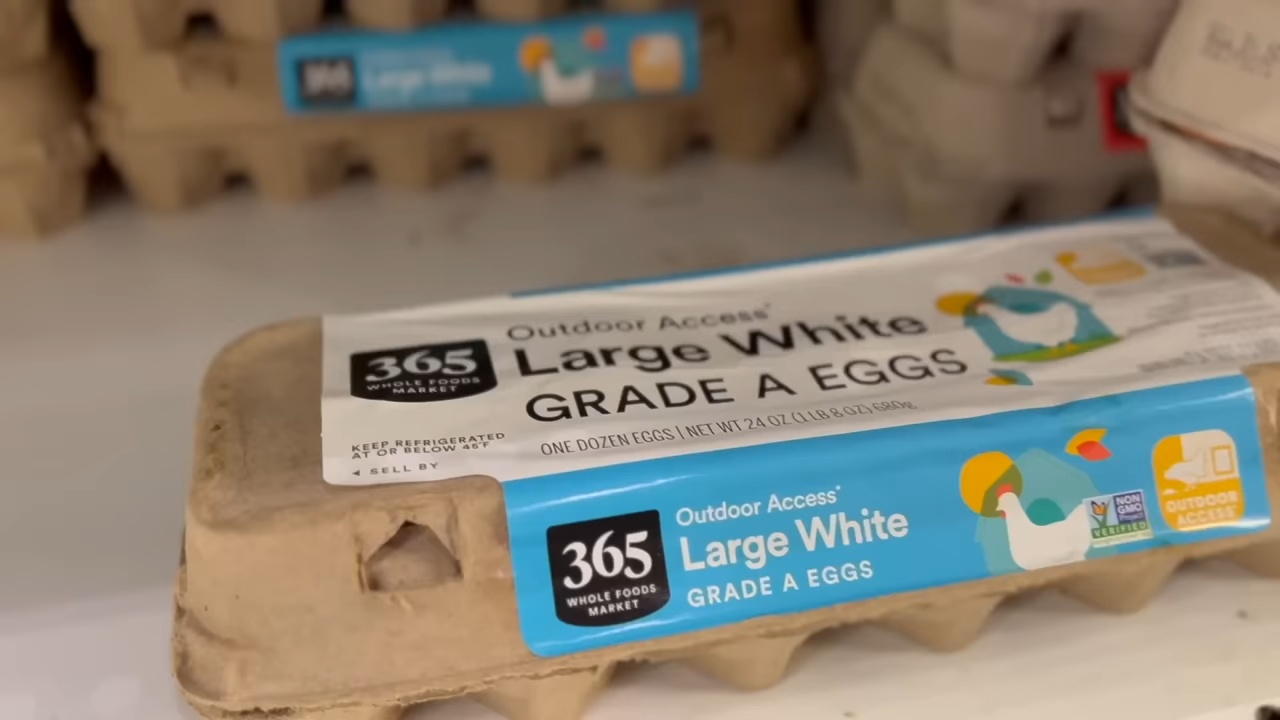 365
Large White
Outdoor Access*
Large White
GRADE A EGGS
365
WHOLE FOODS
MARKET
KEEP REFRIGERATED
AT OR BELOW 45°F
◄ SELL BY
ONE DOZEN EGGS | NET WT 24 OZ (1 LB 8 OZ) 680g
Outdoor Access*
Large White
GRADE A EGGS
365
WHOLE FOODS
MARKET
NON
GMO
Project
VERIFIED
OUTDOOR
ACCESS*